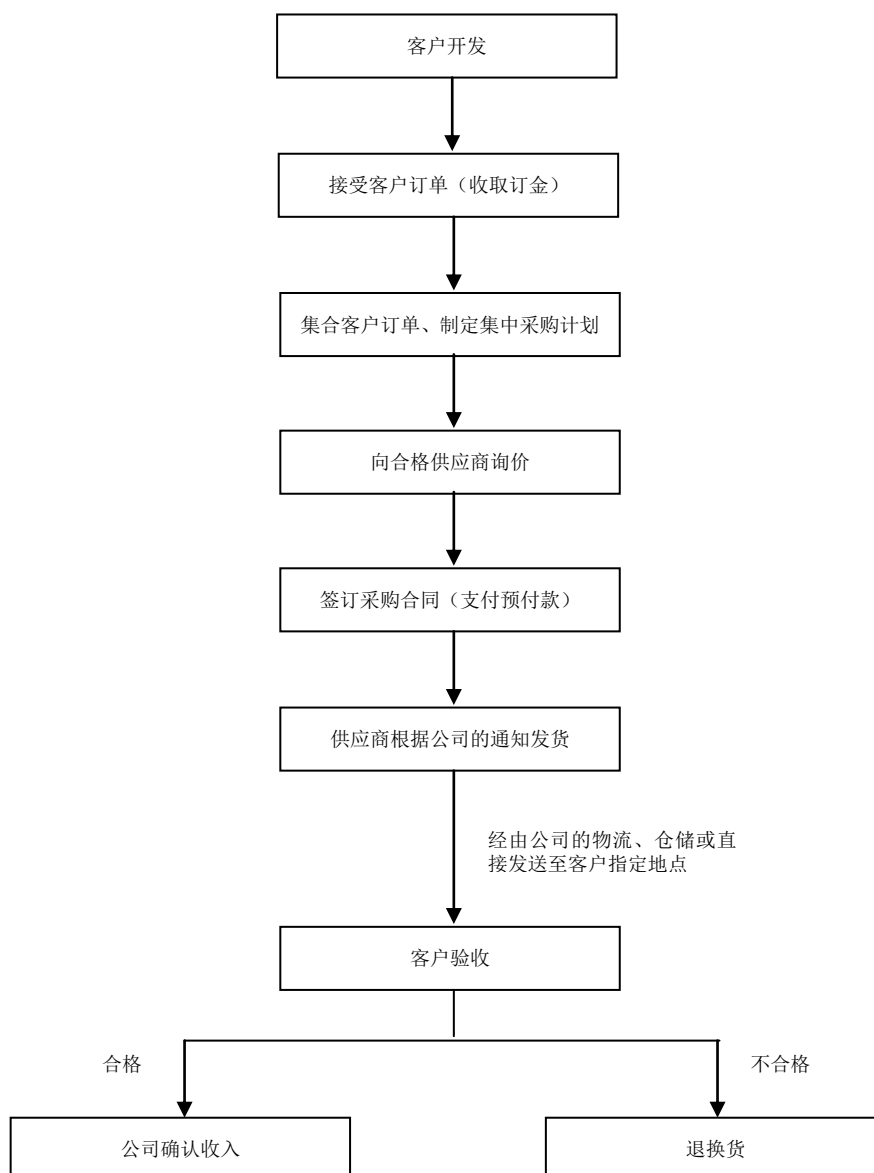 客户开发
接受客户订单（收取订金）
集合客户订单、制定集中采购计划
向合格供应商询价
签订采购合同（支付预付款）
供应商根据公司的通知发货
经由公司的物流、仓储或直
接发送至客户指定地点
客户验收
合格
不合格
公司确认收入
退换货